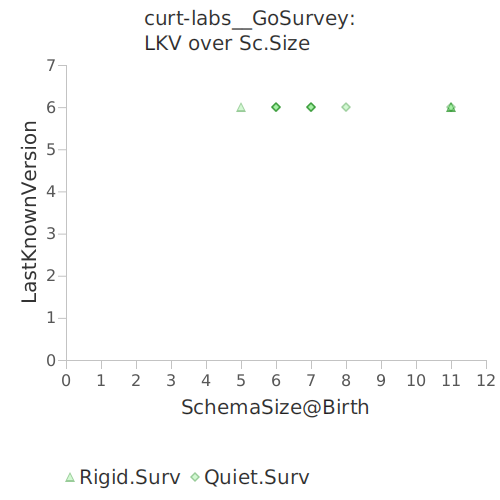 curt-labs__GoSurvey:
LKV over Sc.Size
LastKnownVersion
7
6
5
4
3
2
1
0
0 1 2 3 4 5 6 7 8 9 10 11 12
SchemaSize@Birth
Rigid.Surv Quiet.Surv